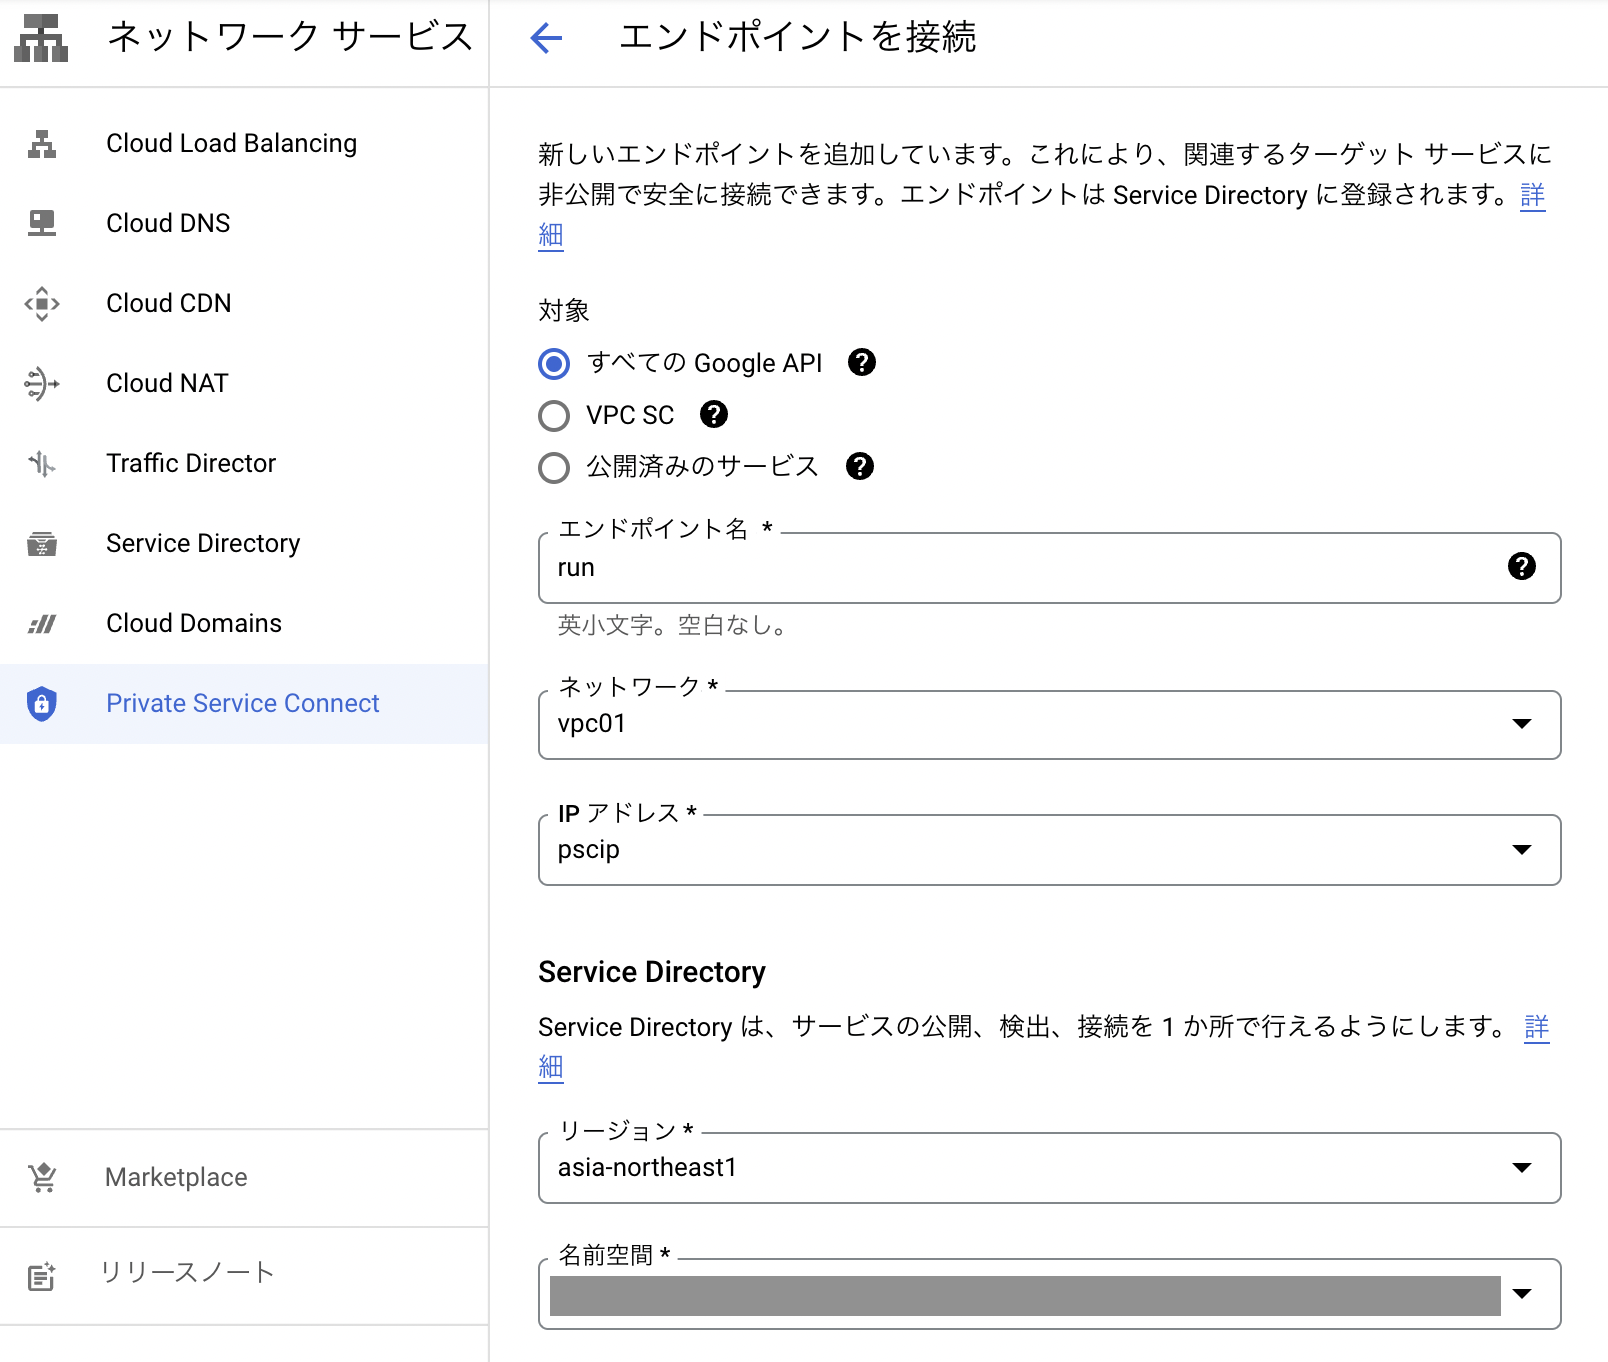 ネットワーク サービス
Cloud Load Balancing
Cloud DNS
Cloud CDN
Cloud NAT
Traffic Director
Service Directory
Cloud Domains
Private Service Connect
Marketplace
リリースノート
エンドポイントを接続
新しいエンドポイントを追加しています。これにより、関連するターゲット サービスに
非公開で安全に接続できます。エンドポイントは Service Directory に登録されます。詳
細
対象
すべての Google API
VPC SC
公開済みのサービス
エンドポイント名 *
run
英小文字。空白なし。
ネットワーク *
vpc01
IP アドレス *
pscip
Service Directory
Service Directory は、サービスの公開、検出、接続を 1 か所で行えるようにします。 詳
細
リージョン *
asia-northeast1
名前空間 *